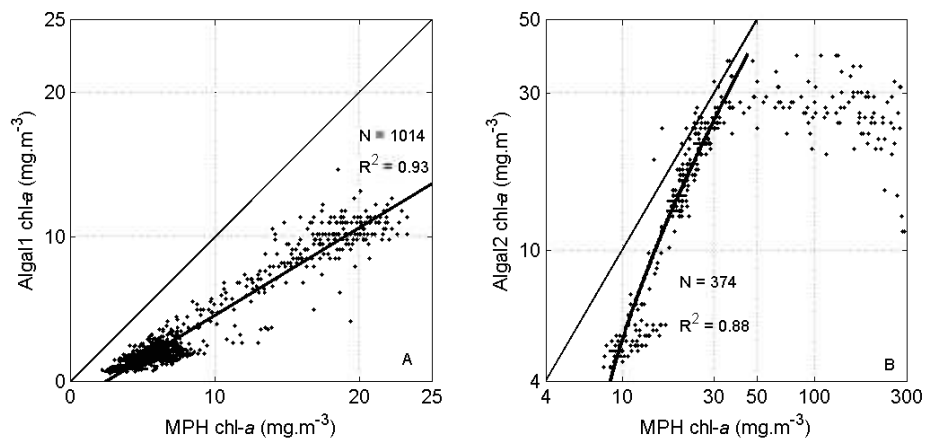 25
20
10
0
Algal1 chl-a (mg.m-3)
N = 1014
R2 = 0.93
A
0 10 20 25
MPH chl-a (mg.m-3)
50
30
10
4
Algal2 chl-a (mg.m-3)
N = 374
R2 = 0.88
B
4 10 30 50 100 300
MPH chl-a (mg.m-3)